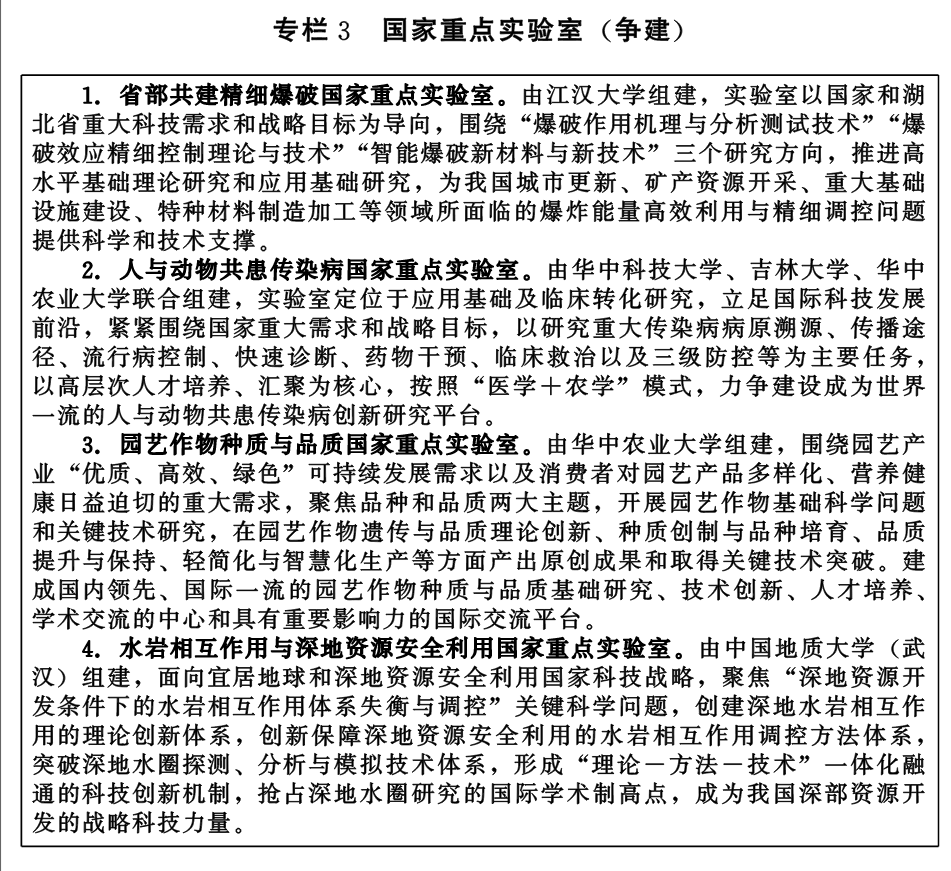 专栏 3 国家重点实验室（争建）
1. 省部共建精细爆破国家重点实验室。由江汉大学组建，实验室以国家和湖
北省重大科技需求和战略目标为导向，围绕“爆破作用机理与分析测试技术”“爆
破效应精细控制理论与技术”“智能爆破新材料与新技术”三个研究方向，推进高
水平基础理论研究和应用基础研究，为我国城市更新、矿产资源开采、重大基础
设施建设、特种材料制造加工等领域所面临的爆炸能量高效利用与精细调控问题
提供科学和技术支撑。
2. 人与动物共患传染病国家重点实验室。由华中科技大学、吉林大学、华中
农业大学联合组建，实验室定位于应用基础及临床转化研究，立足国际科技发展
前沿，紧紧围绕国家重大需求和战略目标，以研究重大传染病病原溯源、传播途
径、流行病控制、快速诊断、药物干预、临床救治以及三级防控等为主要任务，
以高层次人才培养、汇聚为核心，按照“医学＋农学”模式，力争建设成为世界
一流的人与动物共患传染病创新研究平台。
3. 园艺作物种质与品质国家重点实验室。由华中农业大学组建，围绕园艺产
业“优质、高效、绿色”可持续发展需求以及消费者对园艺产品多样化、营养健
康日益迫切的重大需求，聚焦品种和品质两大主题，开展园艺作物基础科学问题
和关键技术研究，在园艺作物遗传与品质理论创新、种质创制与品种培育、品质
提升与保持、轻简化与智慧化生产等方面产出原创成果和取得关键技术突破。建
成国内领先、国际一流的园艺作物种质与品质基础研究、技术创新、人才培养、
学术交流的中心和具有重要影响力的国际交流平台。
4. 水岩相互作用与深地资源安全利用国家重点实验室。由中国地质大学（武
汉）组建，面向宜居地球和深地资源安全利用国家科技战略，聚焦“深地资源开
发条件下的水岩相互作用体系失衡与调控”关键科学问题，创建深地水岩相互作
用的理论创新体系，创新保障深地资源安全利用的水岩相互作用调控方法体系，
突破深地水圈探测、分析与模拟技术体系，形成“理论－方法－技术”一体化融
通的科技创新机制，抢占深地水圈研究的国际学术制高点，成为我国深部资源开
发的战略科技力量。